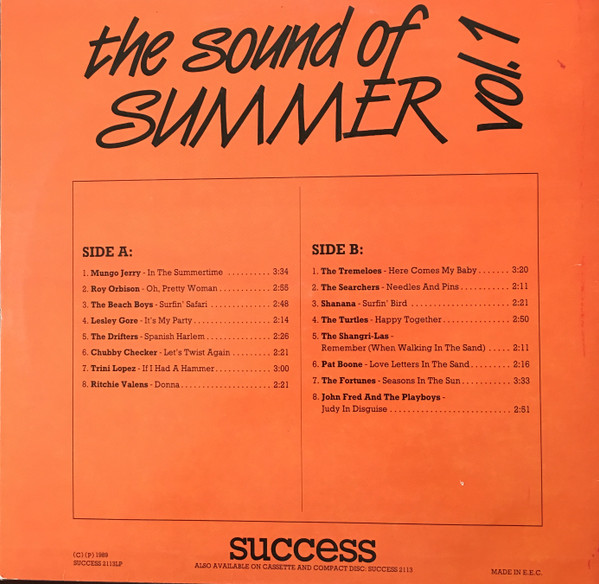 the sound of
SUMMER
vol. 1
SIDE A:
1. Mungo Jerry - In The Summertime .......... 3:34
2. Roy Orbison - Oh, Pretty Woman ............ 2:55
3. The Beach Boys - Surfin' Safari .............. 2:48
4. Lesley Gore - It's My Party .................. 2:14
5. The Drifters - Spanish Harlem ............... 2:26
6. Chubby Checker - Let's Twist Again ........ 2:21
7. Trini Lopez - If I Had A Hammer ............. 3:00
8. Ritchie Valens - Donna ...................... 2:21
SIDE B:
1. The Tremeloes - Here Comes My Baby ....... 3:20
2. The Searchers - Needles And Pins ........... 2:11
3. Shanana - Surfin' Bird ....................... 2:21
4. The Turtles - Happy Together ................ 2:50
5. The Shangri-Las -
Remember (When Walking In The Sand) ..... 2:11
6. Pat Boone - Love Letters In The Sand ........ 2:16
7. The Fortunes - Seasons In The Sun ........... 3:33
8. John Fred And The Playboys -
Judy In Disguise ............................ 2:51
(C) (P) 1989
SUCCESS 2113LP
success
ALSO AVAILABLE ON CASSETTE AND COMPACT DISC: SUCCESS 2113
MADE IN E.E.C.